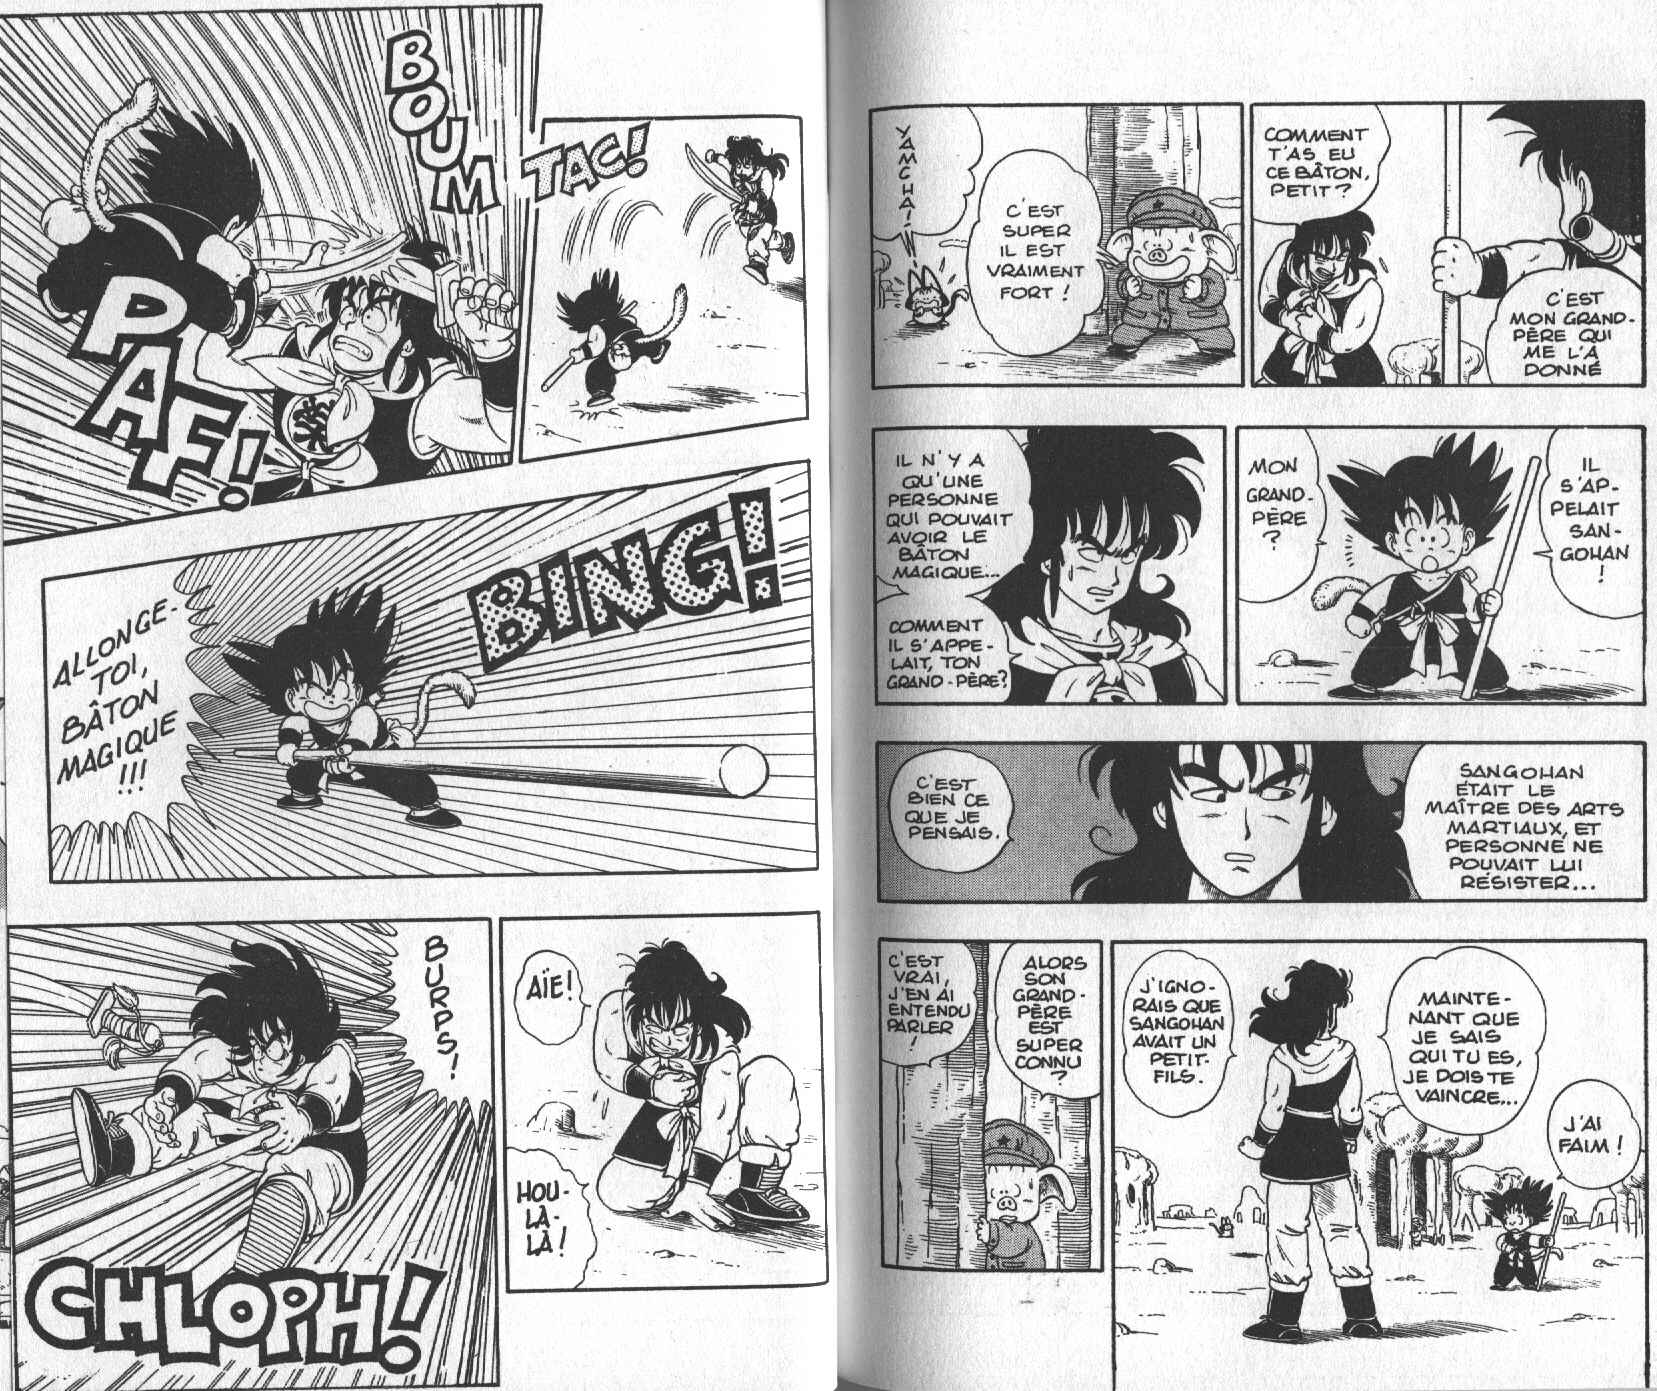 BOUM
PAF!
TAC!
ALLONGE-
TOI,
BÂTON
MAGIQUE
!!!
BING!
BURPS!
CHLOPH!
AÏE!
HOU-
LÀ-
LÀ!
YAMCHA!
C'EST
SUPER
IL EST
VRAIMENT
FORT!
COMMENT
T'AS EU
CE BÂTON,
PETIT?
C'EST
MON GRAND-
PÈRE QUI
ME L'A
DONNÉ
IL N'Y A
QU'UNE
PERSONNE
QUI POUVAIT
AVOIR LE
BÂTON
MAGIQUE...
COMMENT
IL S'APPE-
LAIT, TON
GRAND-PÈRE?
MON
GRAND-
PÈRE
?
IL
S'AP-
PELAIT
SAN-
GOHAN
!
C'EST
BIEN CE
QUE JE
PENSAIS.
SANGOHAN
ÉTAIT LE
MAÎTRE DES ARTS
MARTIAUX, ET
PERSONNE NE
POUVAIT LUI
RÉSISTER...
C'EST
VRAI,
J'EN AI
ENTENDU
PARLER
!
ALORS
SON
GRAND-
PÈRE
EST
SUPER
CONNU
?
J'IGNO-
RAIS QUE
SANGOHAN
AVAIT UN
PETIT-
FILS.
MAINTE-
NANT QUE
JE SAIS
QUI TU ES,
JE DOIS TE
VAINCRE...
J'AI
FAIM!